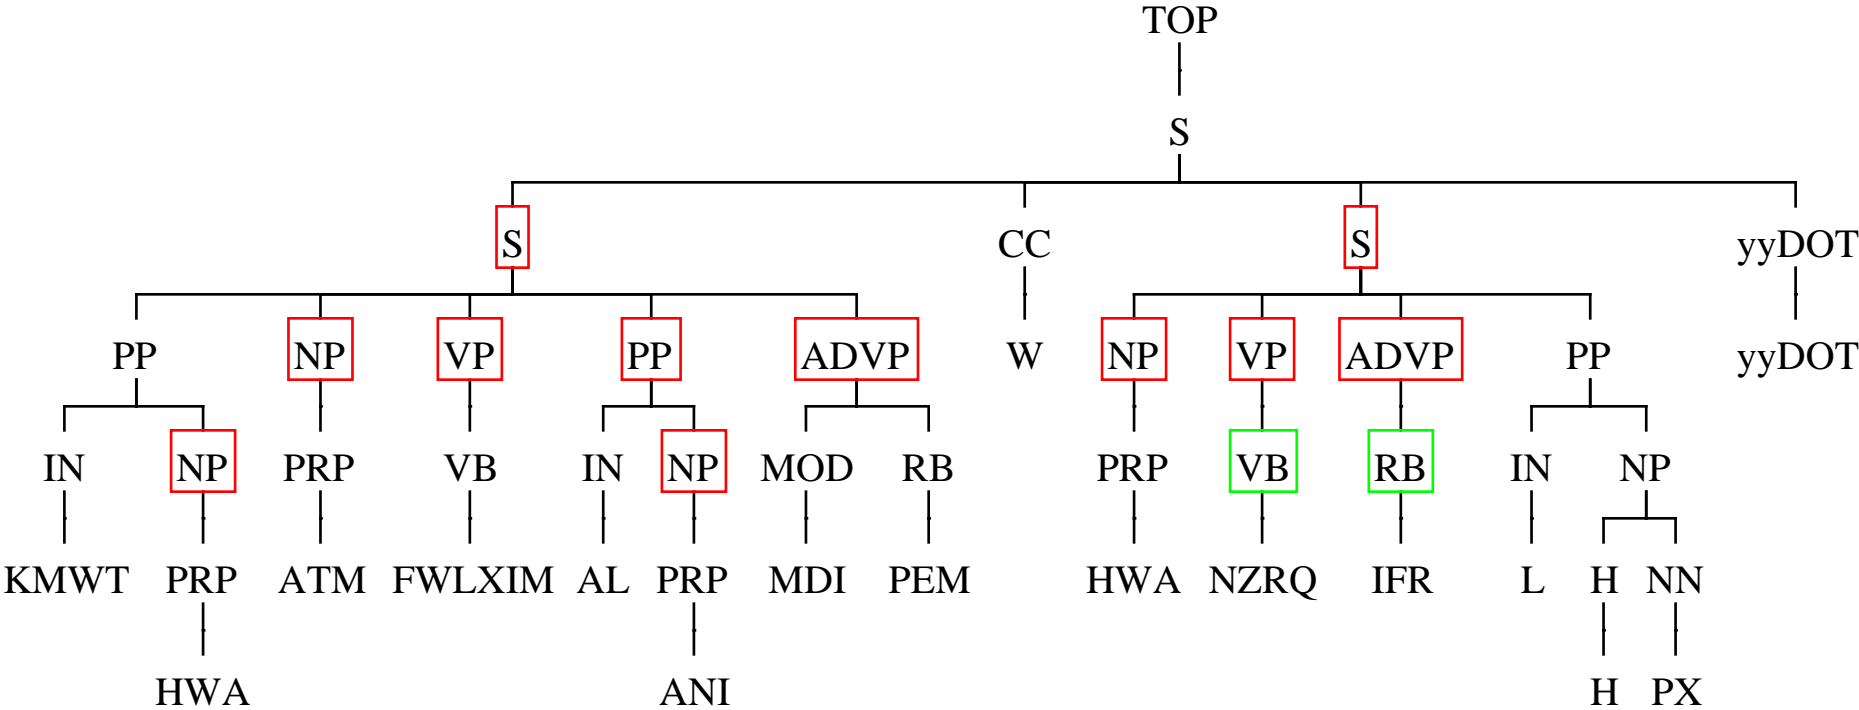 TOP
S
S CC S yyDOT
PP NP VP PP ADVP W NP VP ADVP PP yyDOT
IN NP PRP VB IN NP MOD RB PRP VB RB IN NP
KMWT PRP ATM FWLXIM AL PRP MDI PEM HWA NZRQ IFR L H NN
HWA ANI H PX